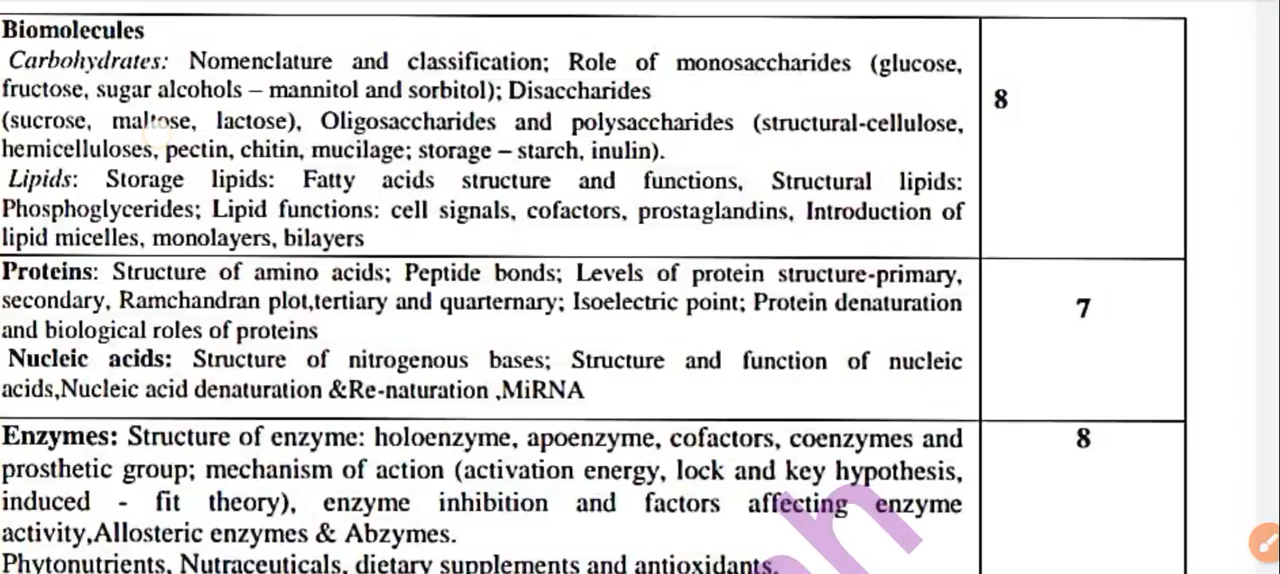 Biomolecules
Carbohydrates: Nomenclature and classification; Role of monosaccharides (glucose,
fructose, sugar alcohols – mannitol and sorbitol); Disaccharides
(sucrose, maltose, lactose), Oligosaccharides and polysaccharides (structural-cellulose,
hemicelluloses, pectin, chitin, mucilage; storage – starch, inulin).
Lipids: Storage lipids: Fatty acids structure and functions, Structural lipids:
Phosphoglycerides; Lipid functions: cell signals, cofactors, prostaglandins, Introduction of
lipid micelles, monolayers, bilayers
8
Proteins: Structure of amino acids; Peptide bonds; Levels of protein structure-primary,
secondary, Ramchandran plot,tertiary and quarternary; Isoelectric point; Protein denaturation
and biological roles of proteins
Nucleic acids: Structure of nitrogenous bases; Structure and function of nucleic
acids,Nucleic acid denaturation &Re-naturation ,MiRNA
7
Enzymes: Structure of enzyme: holoenzyme, apoenzyme, cofactors, coenzymes and
prosthetic group; mechanism of action (activation energy, lock and key hypothesis,
induced - fit theory), enzyme inhibition and factors affecting enzyme
activity,Allosteric enzymes & Abzymes.
Phytonutrients, Nutraceuticals, dietary supplements and antioxidants.
8